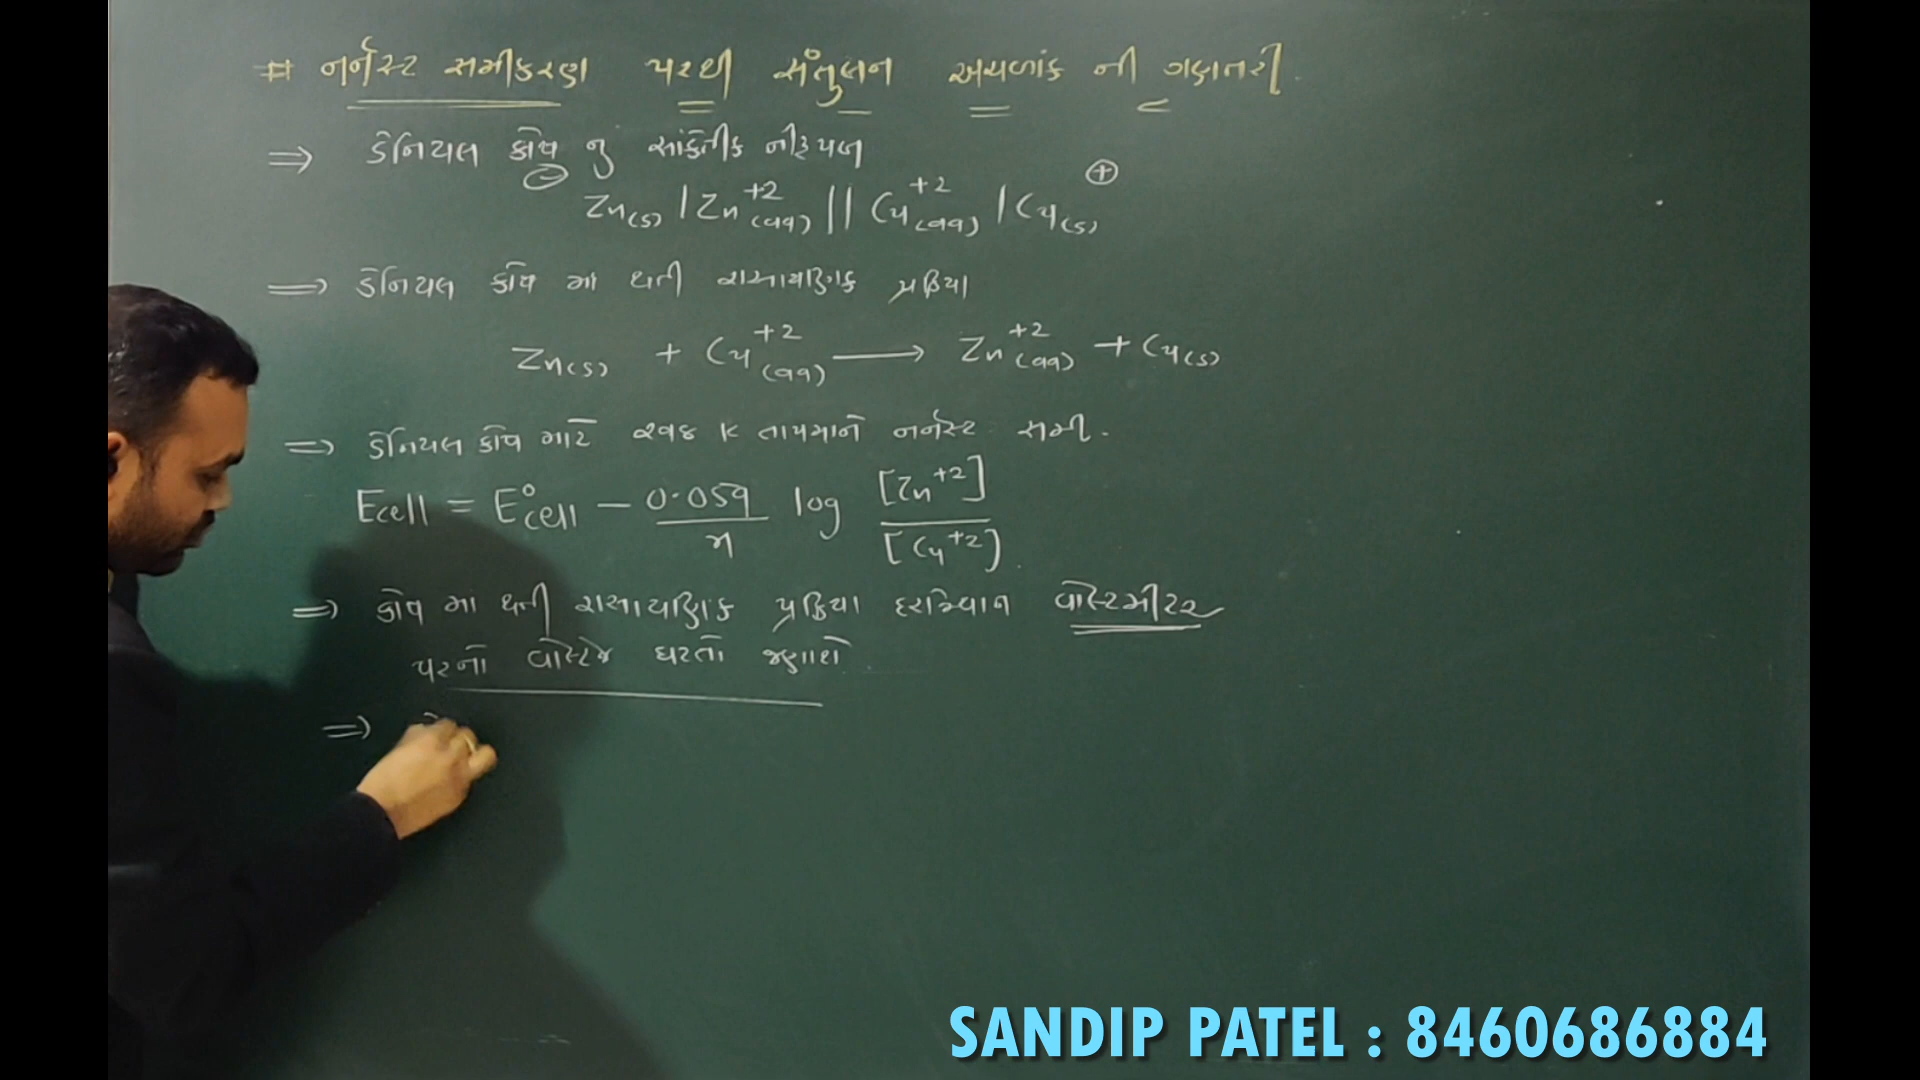 # નર્નસ્ટ સમીકરણ પરથી સંતુલન અચળાંક ની ગણતરી.
⇒ ડેનિયલ કોષ નુ સાંકેતીક નીરૂપણ
⊖ Zn(s) | Zn+2(aq) || Cu+2(aq) | Cu(s) ⊕
⇒ ડેનિયલ કોષ માં થતી રાસાયણિક પ્રક્રિયા
Zn(s) + Cu+2(aq) ⟶ Zn+2(aq) + Cu(s)
⇒ ડેનિયલ કોષ માટે ૨૯૮ K તાપમાને નર્નસ્ટ સમી.
Ecell = E°cell − 0.059/n log [Zn+2]/[Cu+2]
⇒ કોષ માં થતી રાસાયણિક પ્રક્રિયા દરમિયાન વોલ્ટમીટર
પરનો વોલ્ટેજ ઘટતો જણાશે
⇒
SANDIP PATEL : 8460686884